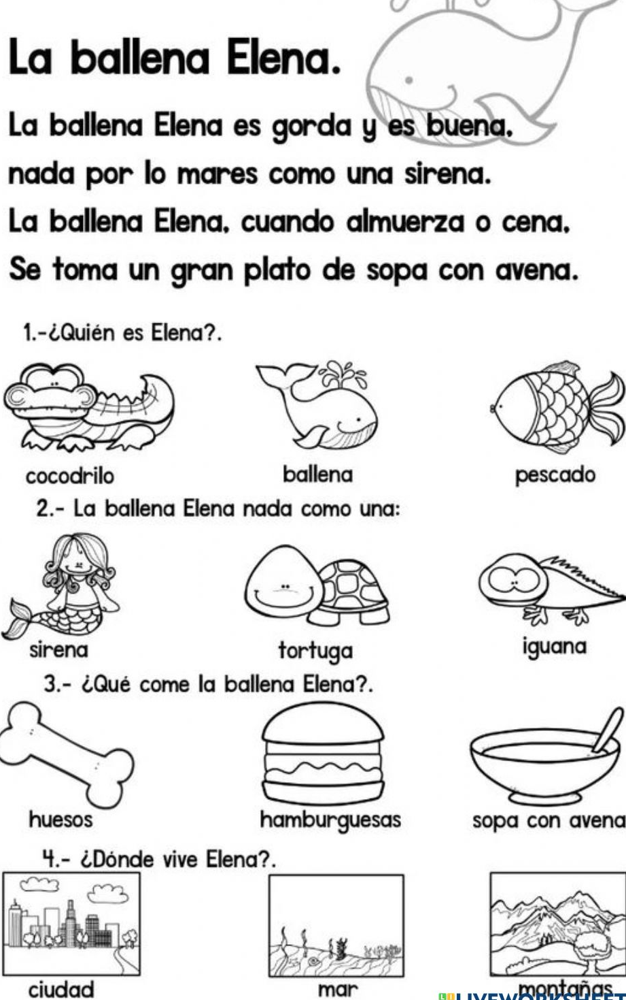 La ballena Elena.
La ballena Elena es gorda y es buena,
nada por lo mares como una sirena.
La ballena Elena, cuando almuerza o cena,
Se toma un gran plato de sopa con avena.
1.-¿Quién es Elena?.
cocodrilo ballena pescado
2.- La ballena Elena nada como una:
sirena tortuga iguana
3.- ¿Qué come la ballena Elena?.
huesos hamburguesas sopa con avena
4.- ¿Dónde vive Elena?.
ciudad mar montañas